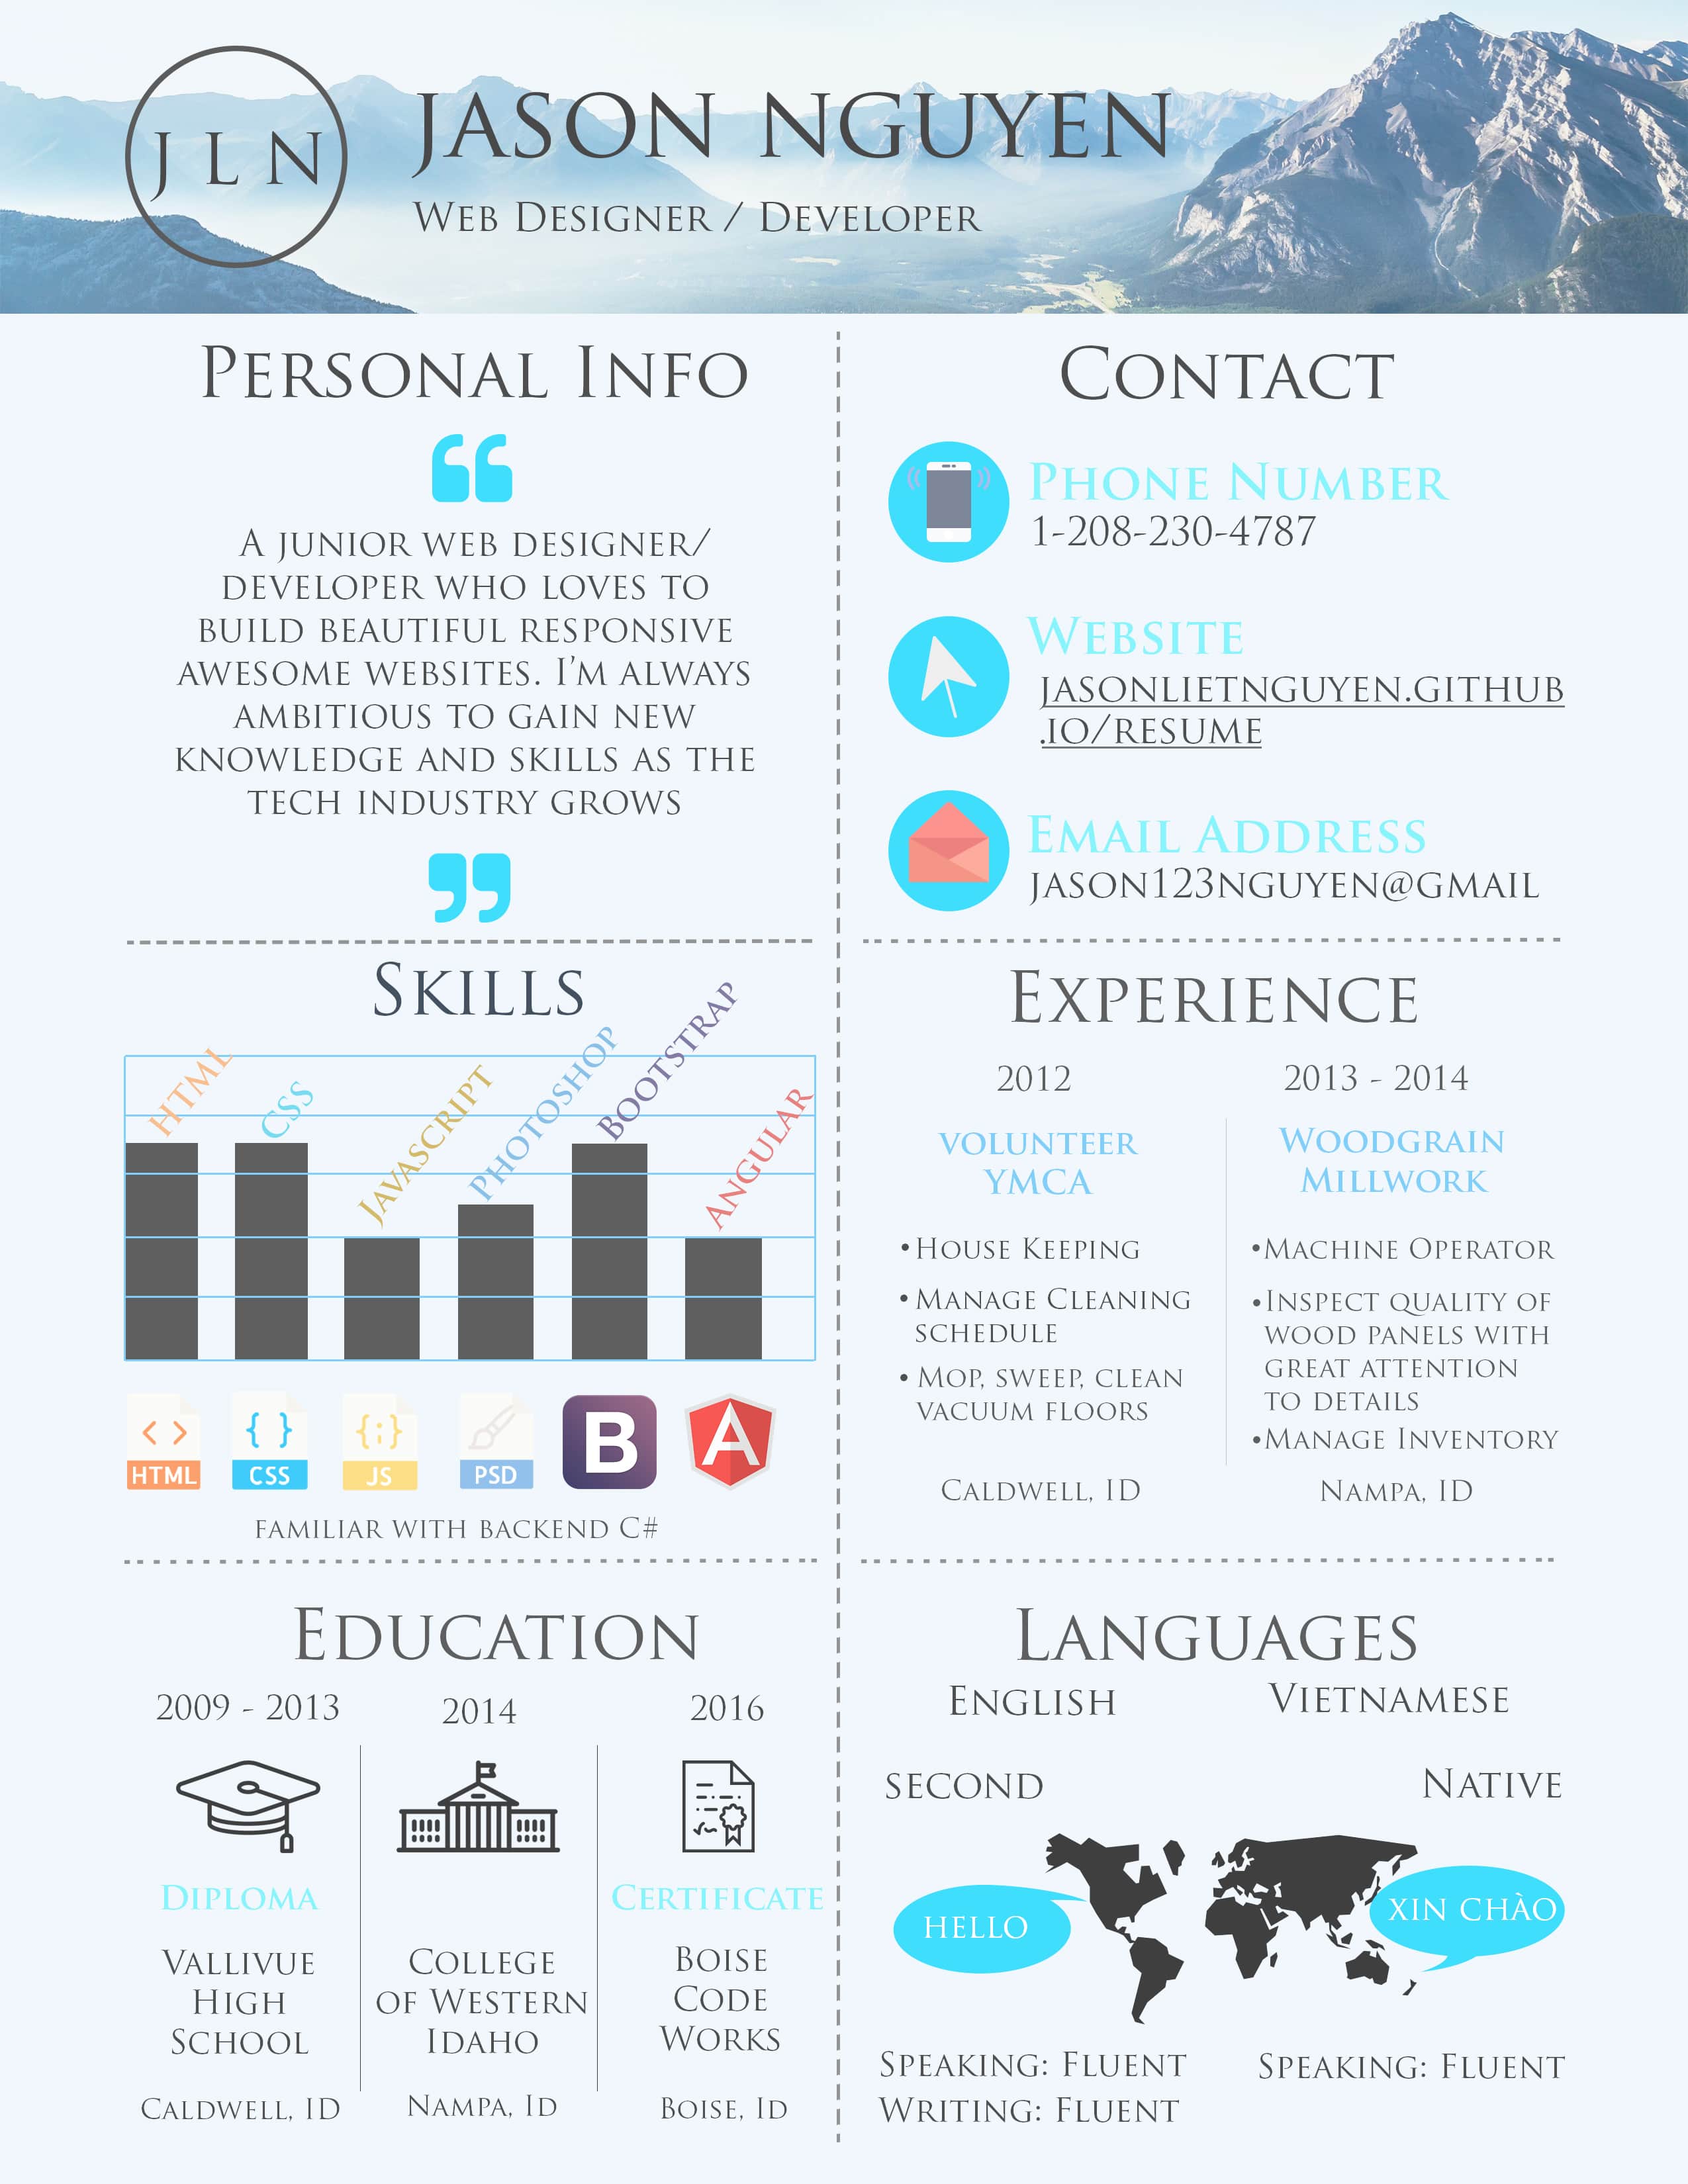 J L N
JASON NGUYEN
WEB DESIGNER / DEVELOPER
PERSONAL INFO
“
A JUNIOR WEB DESIGNER/
DEVELOPER WHO LOVES TO
BUILD BEAUTIFUL RESPONSIVE
AWESOME WEBSITES. I'M ALWAYS
AMBITIOUS TO GAIN NEW
KNOWLEDGE AND SKILLS AS THE
TECH INDUSTRY GROWS
”
CONTACT
PHONE NUMBER
1-208-230-4787
WEBSITE
JASONLIETNGUYEN.GITHUB
.IO/RESUME
EMAIL ADDRESS
JASON123NGUYEN@GMAIL
SKILLS
HTML
CSS
JAVASCRIPT
PHOTOSHOP
BOOTSTRAP
ANGULAR
< >
HTML
{ }
CSS
{;}
JS
PSD
B
A
FAMILIAR WITH BACKEND C#
EXPERIENCE
2012
VOLUNTEER
YMCA
•HOUSE KEEPING
•MANAGE CLEANING
SCHEDULE
• MOP, SWEEP, CLEAN
VACUUM FLOORS
CALDWELL, ID
2013 - 2014
WOODGRAIN
MILLWORK
•MACHINE OPERATOR
•INSPECT QUALITY OF
WOOD PANELS WITH
GREAT ATTENTION
TO DETAILS
•MANAGE INVENTORY
NAMPA, ID
EDUCATION
2009 - 2013
DIPLOMA
VALLIVUE
HIGH
SCHOOL
CALDWELL, ID
2014
COLLEGE
OF WESTERN
IDAHO
NAMPA, ID
2016
CERTIFICATE
BOISE
CODE
WORKS
BOISE, ID
LANGUAGES
ENGLISH
VIETNAMESE
SECOND
NATIVE
HELLO
XIN CHÀO
SPEAKING: FLUENT
WRITING: FLUENT
SPEAKING: FLUENT